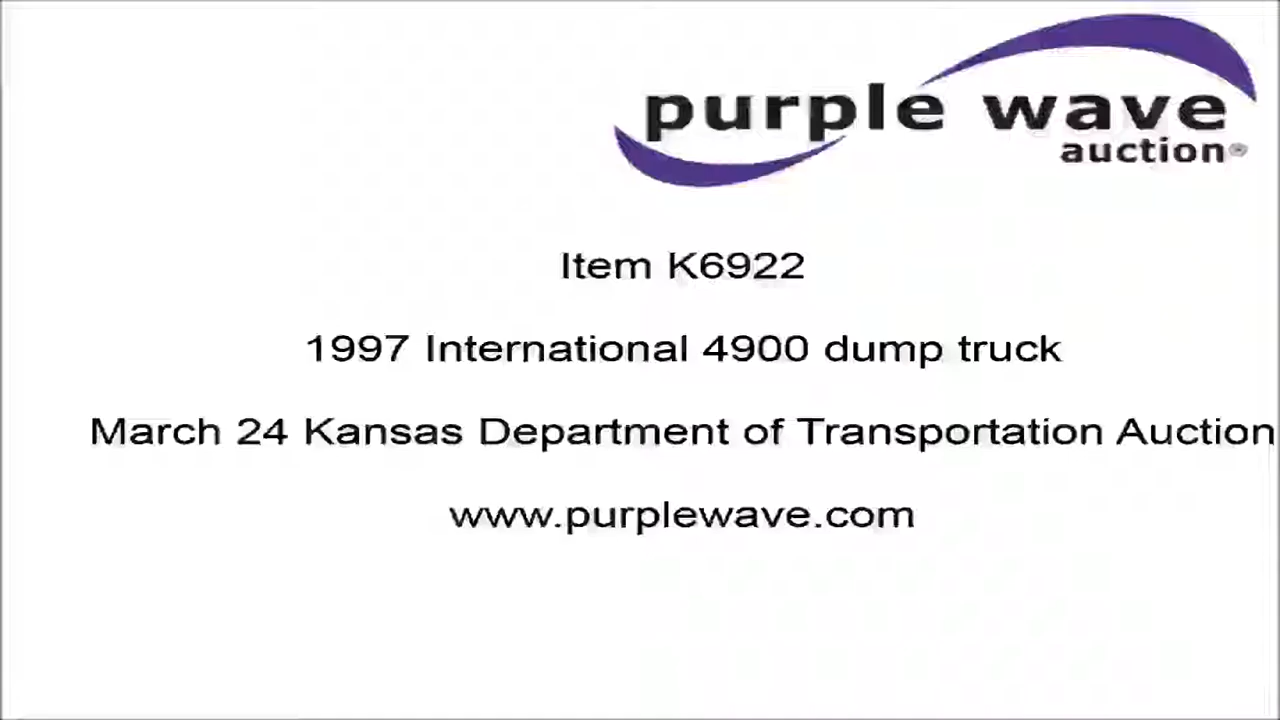 purple wave
auction®
Item K6922
1997 International 4900 dump truck
March 24 Kansas Department of Transportation Auction
www.purplewave.com